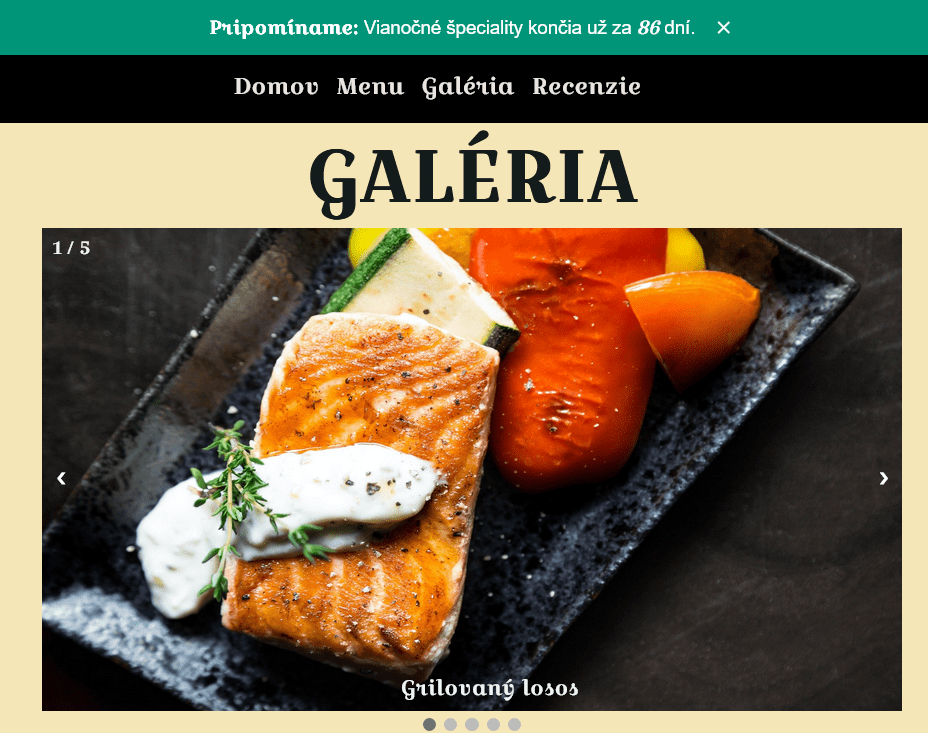 Pripomíname: Vianočné špeciality končia už za 86 dní. ×
Domov Menu Galéria Recenzie
GALÉRIA
1 / 5
‹ ›
Grilovaný losos